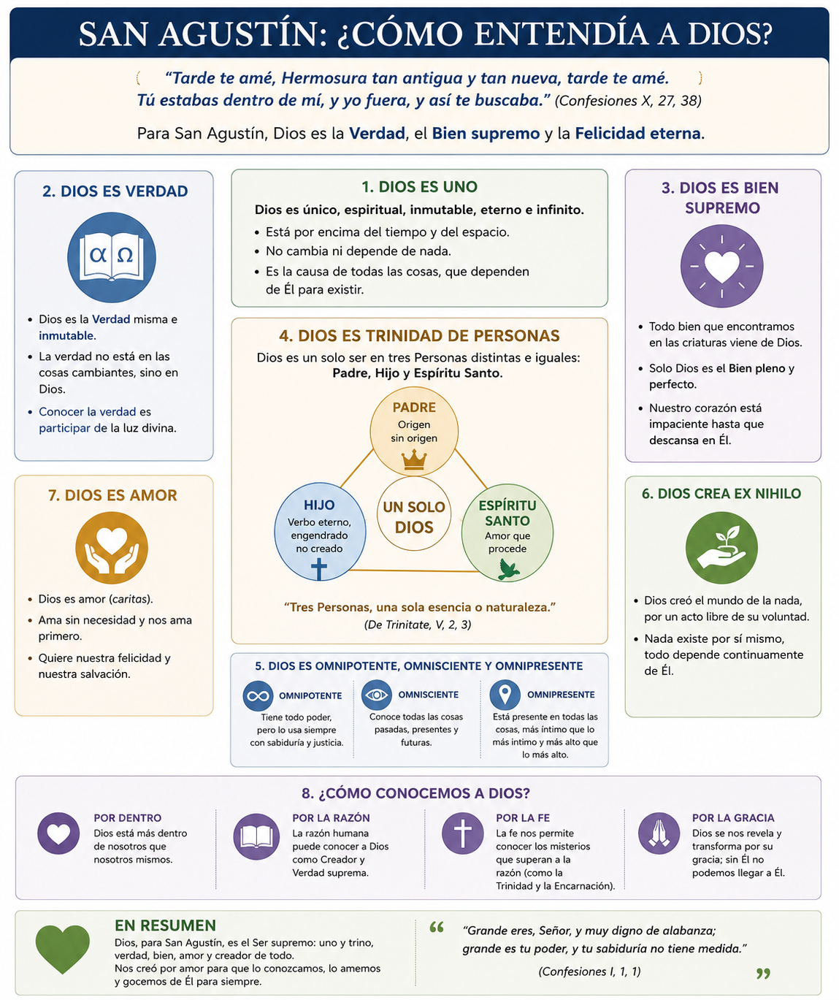 SAN AGUSTÍN: ¿CÓMO ENTENDÍA A DIOS?
“Tarde te amé, Hermosura tan antigua y tan nueva, tarde te amé.
Tú estabas dentro de mí, y yo fuera, y así te buscaba.” (Confesiones X, 27, 38)
Para San Agustín, Dios es la Verdad, el Bien supremo y la Felicidad eterna.
1. DIOS ES UNO
Dios es único, espiritual, inmutable, eterno e infinito.
• Está por encima del tiempo y del espacio.
• No cambia ni depende de nada.
• Es la causa de todas las cosas, que dependen
de Él para existir.
2. DIOS ES VERDAD
α Ω
• Dios es la Verdad misma e
inmutable.
• La verdad no está en las
cosas cambiantes, sino en
Dios.
• Conocer la verdad es
participar de la luz divina.
3. DIOS ES BIEN
SUPREMO
• Todo bien que encontramos
en las criaturas viene de Dios.
• Solo Dios es el Bien pleno y
perfecto.
• Nuestro corazón está
impaciente hasta que
descansa en Él.
4. DIOS ES TRINIDAD DE PERSONAS
Dios es un solo ser en tres Personas distintas e iguales:
Padre, Hijo y Espíritu Santo.
PADRE
Origen
sin origen
HIJO
Verbo eterno,
engendrado
no creado
UN SOLO
DIOS
ESPÍRITU
SANTO
Amor que
procede
“Tres Personas, una sola esencia o naturaleza.”
(De Trinitate, V, 2, 3)
5. DIOS ES OMNIPOTENTE, OMNISCIENTE Y OMNIPRESENTE
OMNIPOTENTE
Tiene todo poder,
pero lo usa siempre
con sabiduría y justicia.
OMNISCIENTE
Conoce todas las cosas
pasadas, presentes y
futuras.
OMNIPRESENTE
Está presente en todas las
cosas, más íntimo que lo
más íntimo y más alto que
lo más alto.
6. DIOS CREA EX NIHILO
• Dios creó el mundo de la nada,
por un acto libre de su voluntad.
• Nada existe por sí mismo,
todo depende continuamente
de Él.
7. DIOS ES AMOR
• Dios es amor (caritas).
• Ama sin necesidad y nos ama
primero.
• Quiere nuestra felicidad y
nuestra salvación.
8. ¿CÓMO CONOCEMOS A DIOS?
POR DENTRO
Dios está más dentro
de nosotros que
nosotros mismos.
POR LA RAZÓN
La razón humana
puede conocer a Dios
como Creador y
Verdad suprema.
POR LA FE
La fe nos permite
conocer los misterios
que superan a la
razón (como la
Trinidad y la Encarnación).
POR LA GRACIA
Dios se nos revela y
transforma por su
gracia; sin Él no
podemos llegar a Él.
EN RESUMEN
Dios, para San Agustín, es el Ser supremo: uno y trino,
verdad, bien, amor y creador de todo.
Nos creó por amor para que lo conozcamos, lo amemos
y gocemos de Él para siempre.
“Grande eres, Señor, y muy digno de alabanza;
grande es tu poder, y tu sabiduría no tiene medida.”
(Confesiones I, 1, 1)